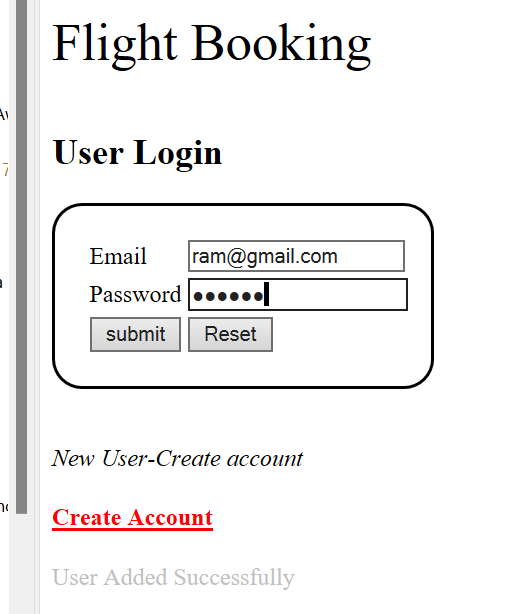 Flight Booking
User Login
Email ram@gmail.com
Password ●●●●●●
submit Reset
New User-Create account
Create Account
User Added Successfully